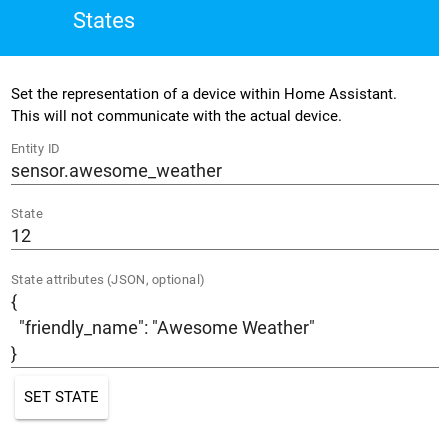 States
Set the representation of a device within Home Assistant.
This will not communicate with the actual device.
Entity ID
sensor.awesome_weather
State
12
State attributes (JSON, optional)
{
  "friendly_name": "Awesome Weather"
}
SET STATE